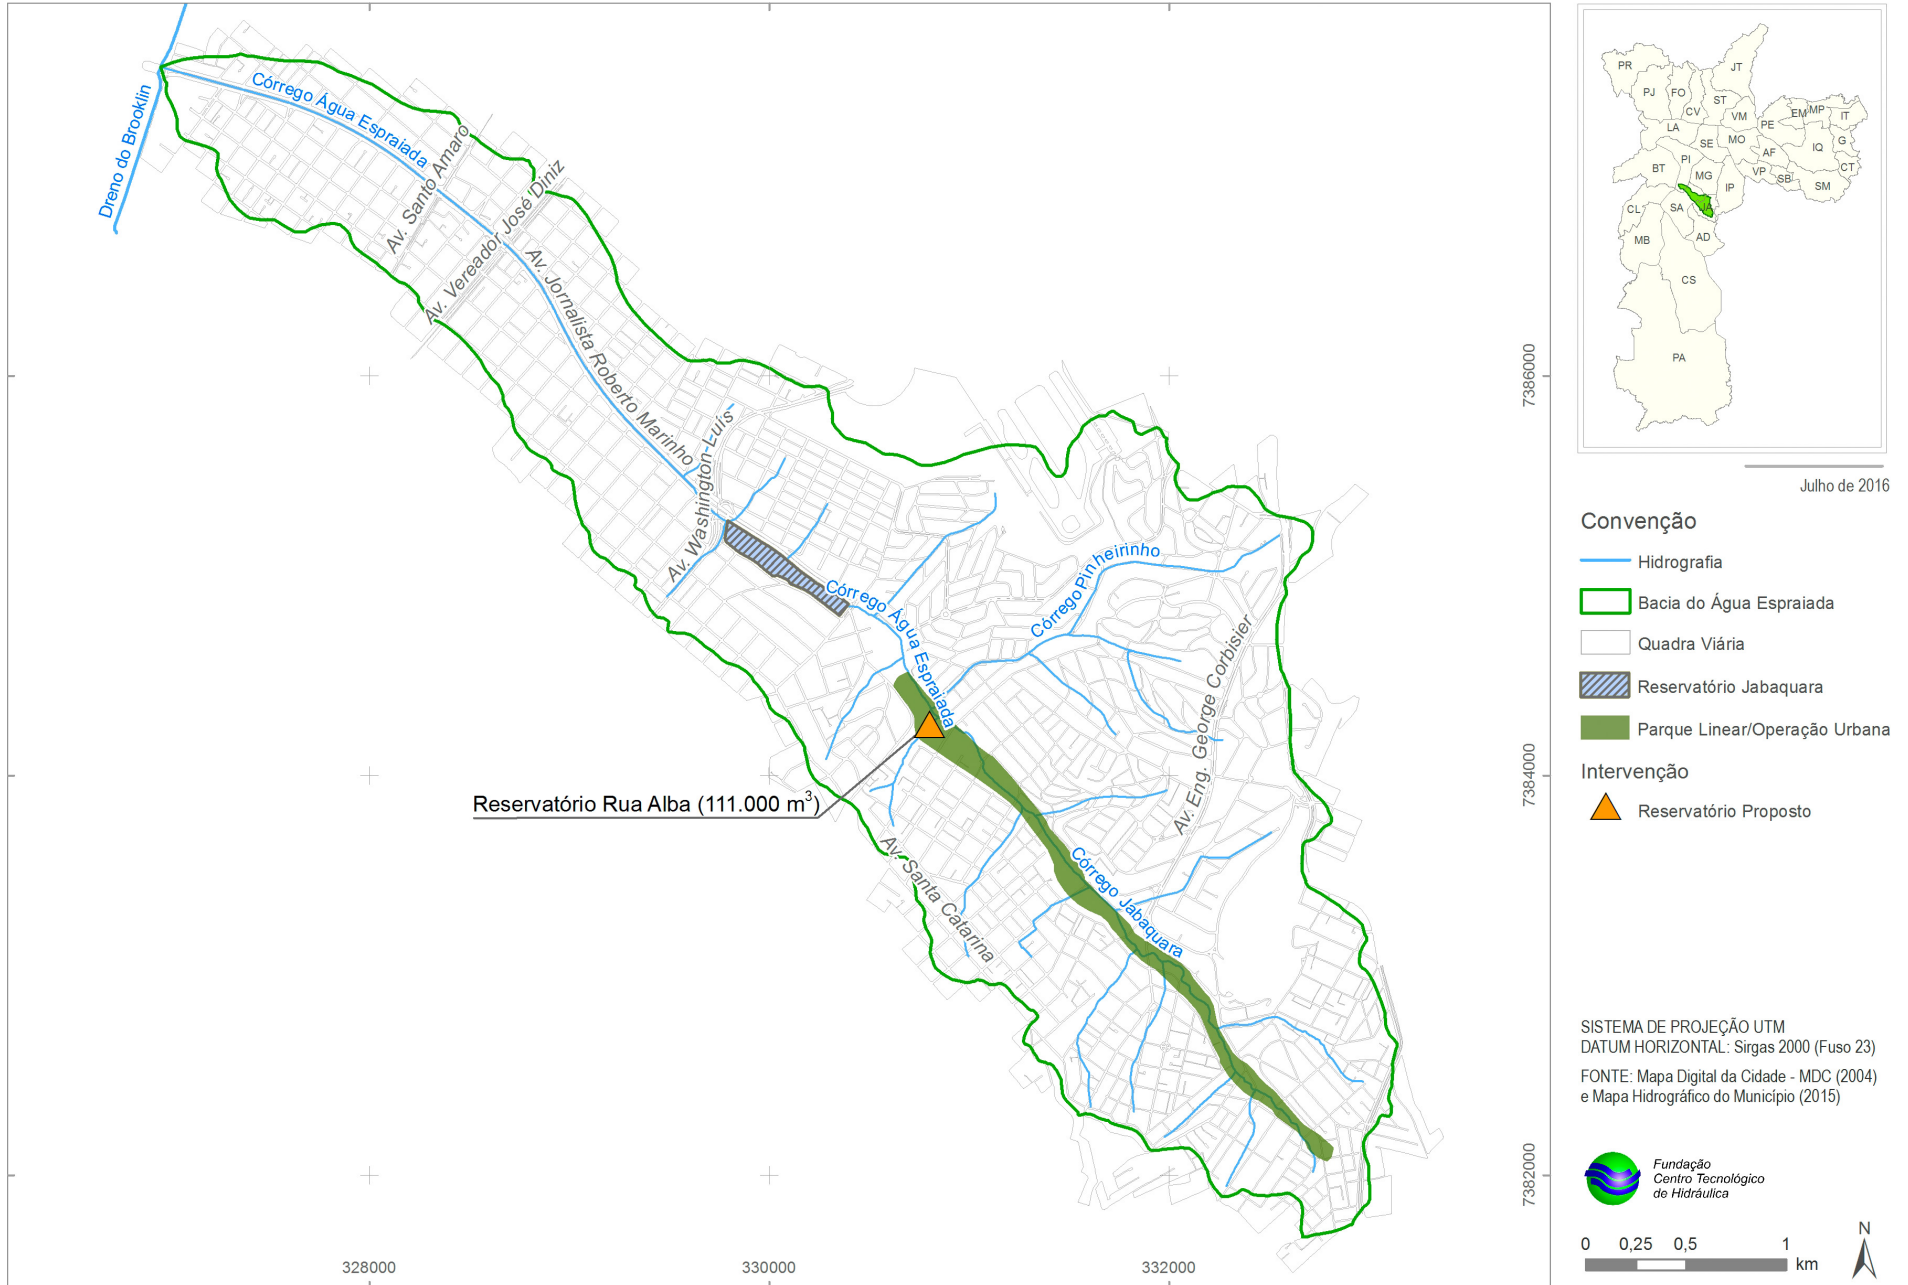 Dreno do Brooklin
Córrego Água Espraiada
Av. Santo Amaro
Av. Vereador José Diniz
Av. Jornalista Roberto Marinho
Av. Washington Luís
Córrego Água Espraiada
Córrego Pinheirinho
Av. Eng. George Corbisier
Reservatório Rua Alba (111.000 m³)
Av. Santa Catarina
Córrego Jabaquara
328000
330000
332000
7386000
7384000
7382000
PR
JT
PJ
FO
CV
ST
VM
LA
SE
MO
PE
EM
MP
IT
G
IQ
AF
CT
BT
PI
MG
IP
VP
SB
SM
CL
SA
JA
MB
AD
CS
PA
Julho de 2016
Convenção
Hidrografia
Bacia do Água Espraiada
Quadra Viária
Reservatório Jabaquara
Parque Linear/Operação Urbana
Intervenção
Reservatório Proposto
SISTEMA DE PROJEÇÃO UTM
DATUM HORIZONTAL: Sirgas 2000 (Fuso 23)
FONTE: Mapa Digital da Cidade - MDC (2004)
e Mapa Hidrográfico do Município (2015)
Fundação
Centro Tecnológico
de Hidráulica
0 0,25 0,5 1 km
N